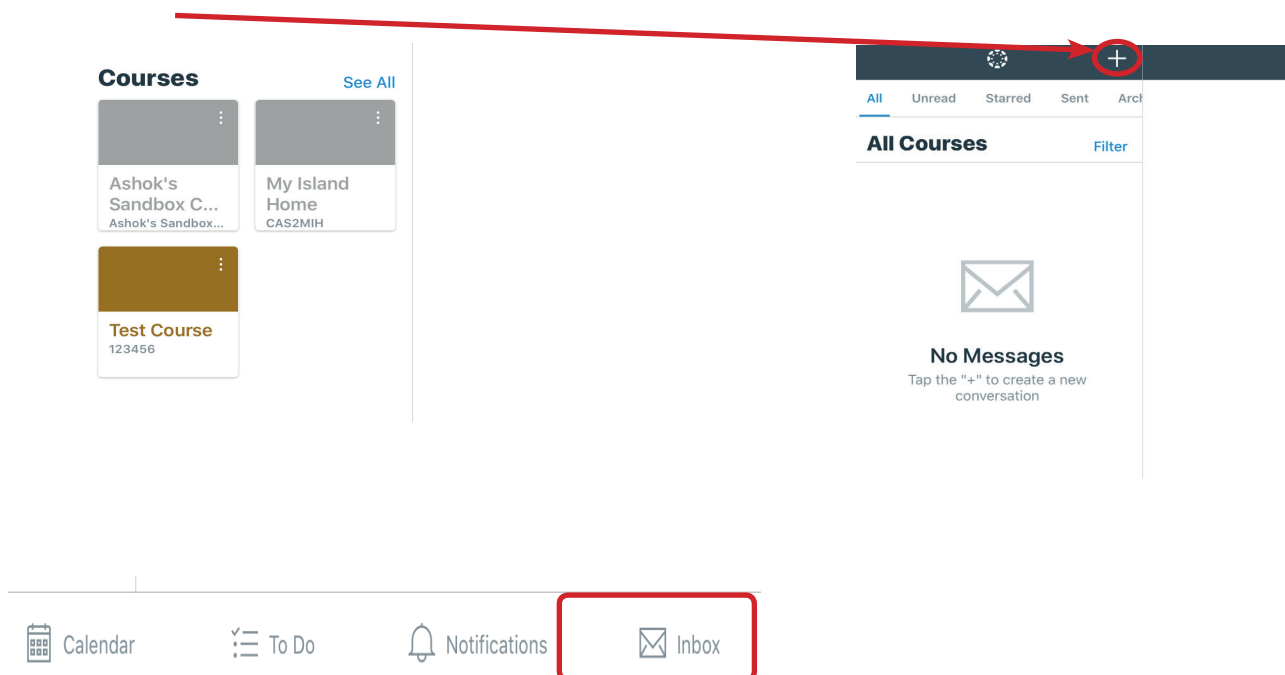 Courses See All
Ashok's
Sandbox C...
Ashok's Sandbox...
My Island
Home
CAS2MIH
Test Course
123456
All Unread Starred Sent Arch
All Courses Filter
No Messages
Tap the "+" to create a new
conversation
Calendar To Do Notifications Inbox